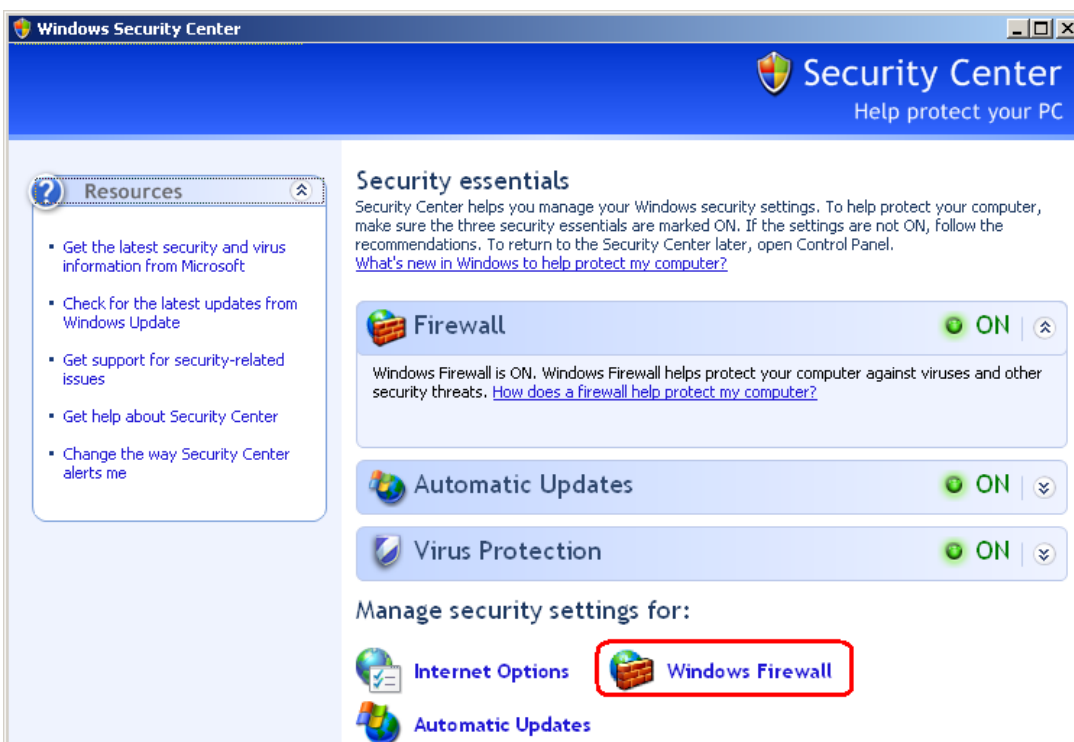 Windows Security Center
Security Center
Help protect your PC
Resources
Get the latest security and virus
information from Microsoft
Check for the latest updates from
Windows Update
Get support for security-related
issues
Get help about Security Center
Change the way Security Center
alerts me
Security essentials
Security Center helps you manage your Windows security settings. To help protect your computer,
make sure the three security essentials are marked ON. If the settings are not ON, follow the
recommendations. To return to the Security Center later, open Control Panel.
What's new in Windows to help protect my computer?
Firewall ON
Windows Firewall is ON. Windows Firewall helps protect your computer against viruses and other
security threats. How does a firewall help protect my computer?
Automatic Updates ON
Virus Protection ON
Manage security settings for:
Internet Options Windows Firewall
Automatic Updates